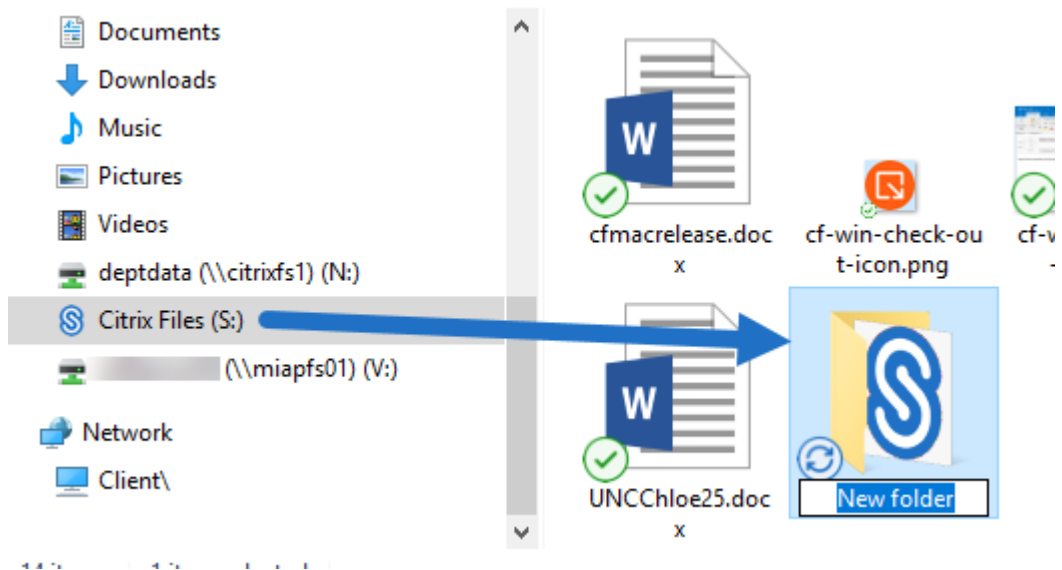 Documents
Downloads
Music
Pictures
Videos
deptdata (\\citrixfs1) (N:)
Citrix Files (S:)
(\\miapfs01) (V:)
Network
Client\
W
cfmacrelease.doc
x
cf-win-check-ou
t-icon.png
W
UNCChloe25.doc
x
New folder